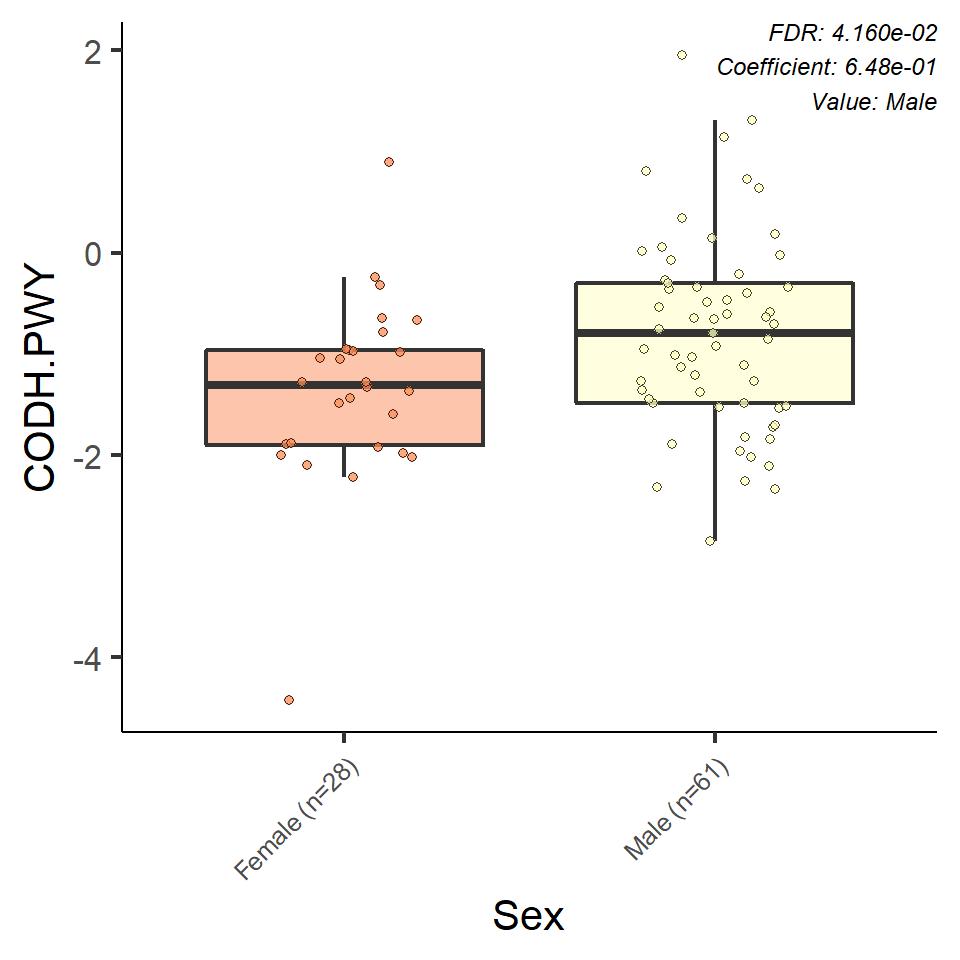 FDR: 4.160e-02
Coefficient: 6.48e-01
Value: Male
2
0
-2
-4
CODH.PWY
Female (n=28)
Male (n=61)
Sex